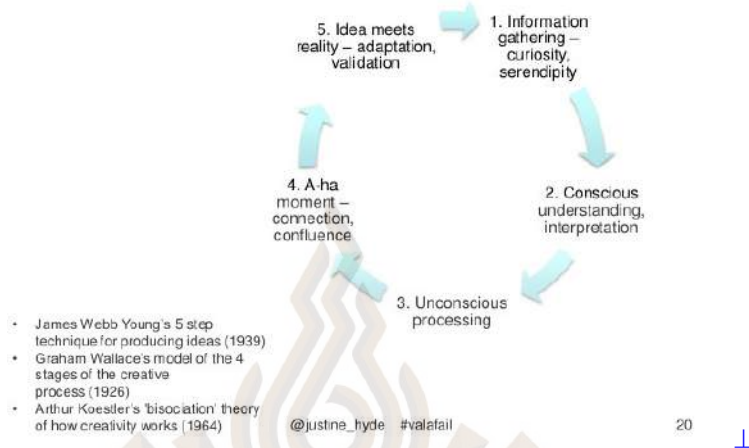 5. Idea meets
reality – adaptation,
validation
1. Information
gathering –
curiosity,
serendipity
2. Conscious
understanding,
interpretation
3. Unconscious
processing
4. A-ha
moment –
connection,
confluence
• James Webb Young's 5 step
technique for producing ideas (1939)
• Graham Wallace's model of the 4
stages of the creative
process (1926)
• Arthur Koestler's 'bisociation' theory
of how creativity works (1964)
@justine_hyde #valafail
20